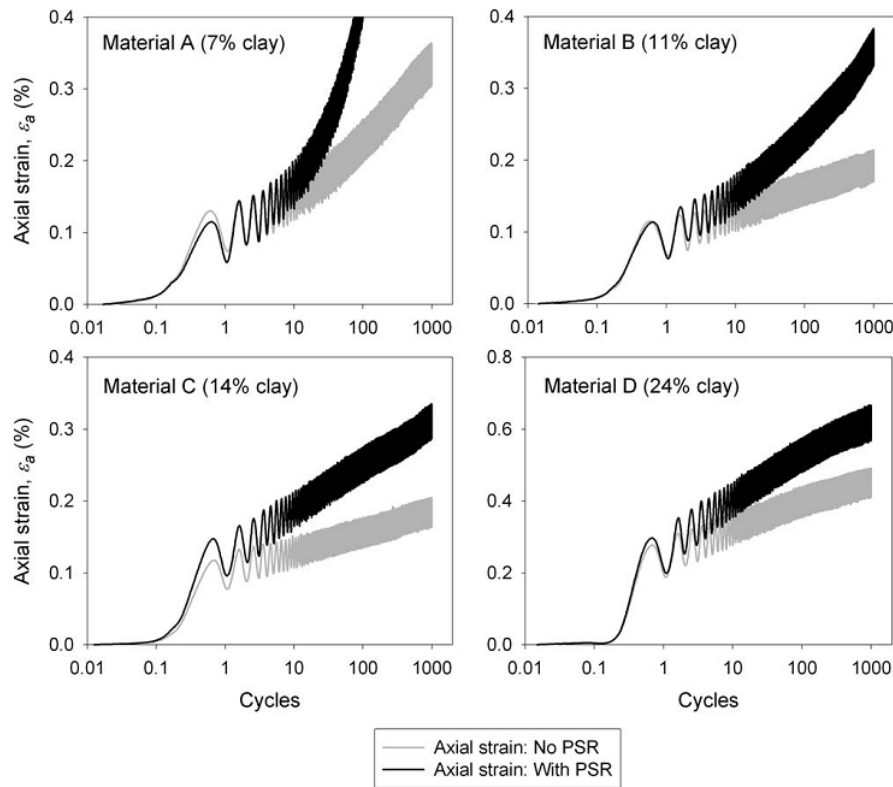 Material A (7% clay)
Axial strain, εa (%)
0.4
0.3
0.2
0.1
0.0
0.01 0.1 1 10 100 1000
Material B (11% clay)
0.4
0.3
0.2
0.1
0.0
0.01 0.1 1 10 100 1000
Material C (14% clay)
Axial strain, εa (%)
0.4
0.3
0.2
0.1
0.0
0.01 0.1 1 10 100 1000
Cycles
Material D (24% clay)
0.8
0.6
0.4
0.2
0.0
0.01 0.1 1 10 100 1000
Cycles
Axial strain: No PSR
Axial strain: With PSR